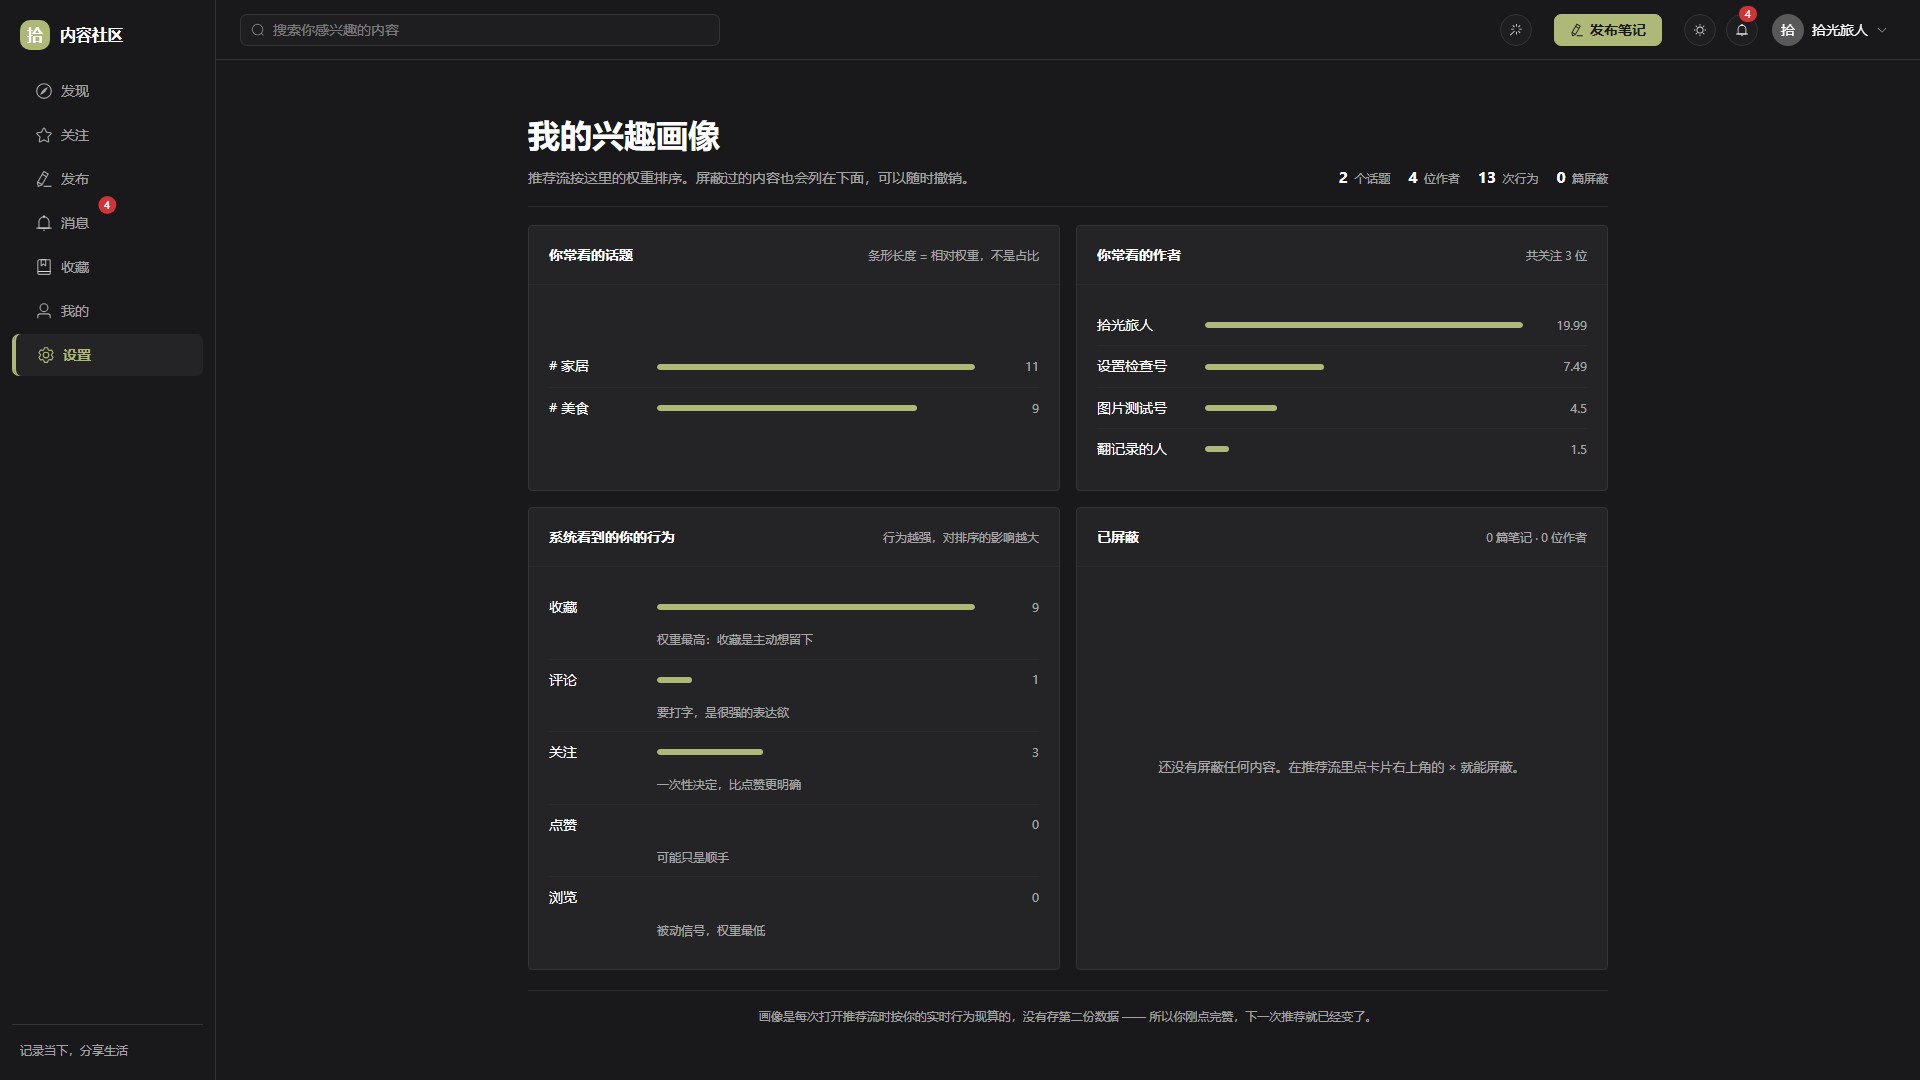 拾 内容社区
搜索你感兴趣的内容
发布笔记
4
拾 拾光旅人
发现
关注
发布
消息 4
收藏
我的
设置
记录当下，分享生活
我的兴趣画像
推荐流按这里的权重排序。屏蔽过的内容也会列在下面，可以随时撤销。
2 个话题 4 位作者 13 次行为 0 篇屏蔽
你常看的话题 条形长度 = 相对权重，不是占比
# 家居 11
# 美食 9
你常看的作者 共关注 3 位
拾光旅人 19.99
设置检查号 7.49
图片测试号 4.5
翻记录的人 1.5
系统看到的你的行为 行为越强，对排序的影响越大
收藏 9
权重最高：收藏是主动想留下
评论 1
要打字，是很强的表达欲
关注 3
一次性决定，比点赞更明确
点赞 0
可能只是顺手
浏览 0
被动信号，权重最低
已屏蔽 0 篇笔记 · 0 位作者
还没有屏蔽任何内容。在推荐流里点卡片右上角的 × 就能屏蔽。
画像是每次打开推荐流时按你的实时行为现算的，没有存第二份数据 —— 所以你刚点完赞，下一次推荐就已经变了。